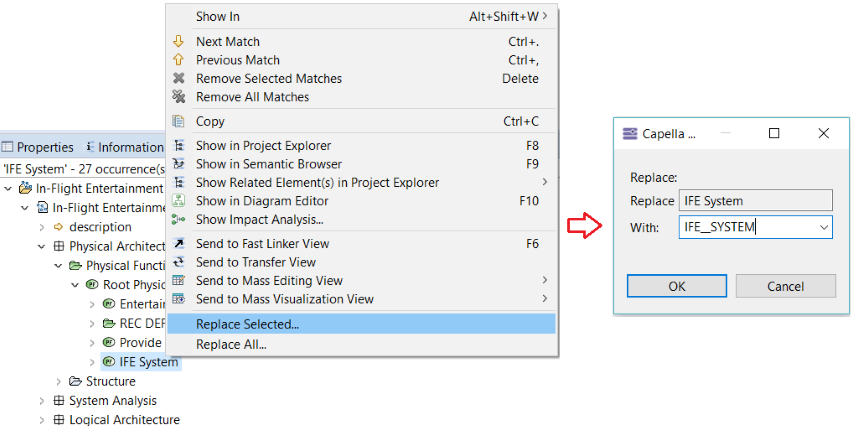 Show In Alt+Shift+W
Next Match Ctrl+.
Previous Match Ctrl+,
Remove Selected Matches Delete
Remove All Matches
Copy Ctrl+C
Show in Project Explorer F8
Show in Semantic Browser F9
Show Related Element(s) in Project Explorer
Show in Diagram Editor F10
Show Impact Analysis...
Send to Fast Linker View F6
Send to Transfer View
Send to Mass Editing View
Send to Mass Visualization View
Replace Selected...
Replace All...
Properties Information
'IFE System' - 27 occurrence(s
In-Flight Entertainment
In-Flight Entertainme
description
Physical Architect
Physical Functi
Root Physic
Entertain
REC DEF
Provide
IFE System
Structure
System Analysis
Logical Architecture
Capella ...
Replace:
Replace IFE System
With: IFE__SYSTEM
OK Cancel